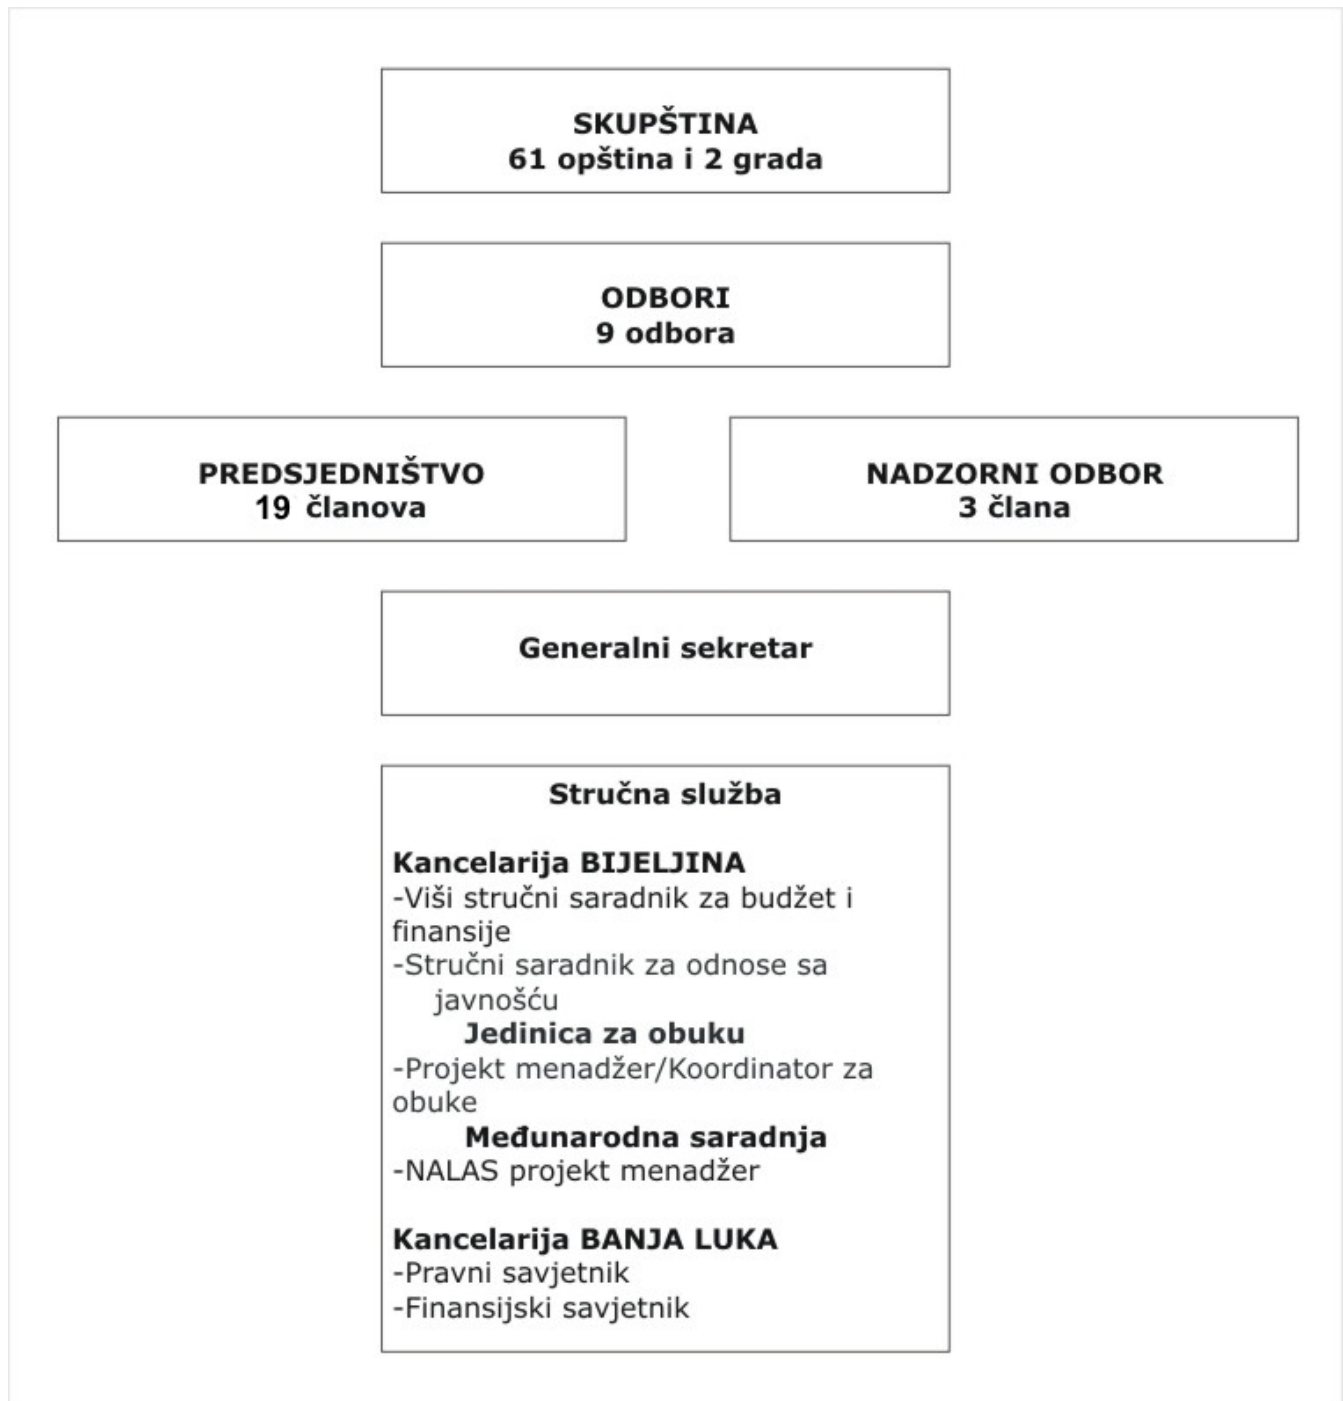 SKUPŠTINA
61 opština i 2 grada
ODBORI
9 odbora
PREDSJEDNIŠTVO
19 članova
NADZORNI ODBOR
3 člana
Generalni sekretar
Stručna služba
Kancelarija BIJELJINA
-Viši stručni saradnik za budžet i
finansije
-Stručni saradnik za odnose sa
javnošću
Jedinica za obuku
-Projekt menadžer/Koordinator za
obuke
Međunarodna saradnja
-NALAS projekt menadžer
Kancelarija BANJA LUKA
-Pravni savjetnik
-Finansijski savjetnik